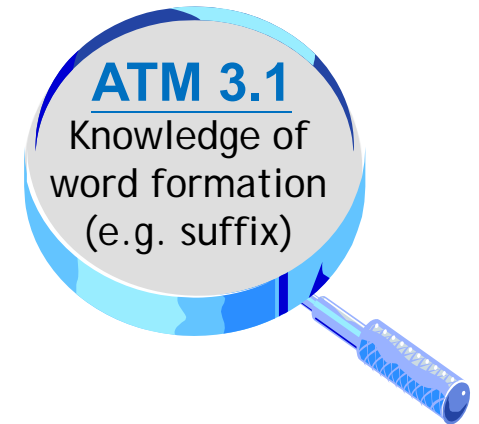 ATM 3.1
Knowledge of
word formation
(e.g. suffix)